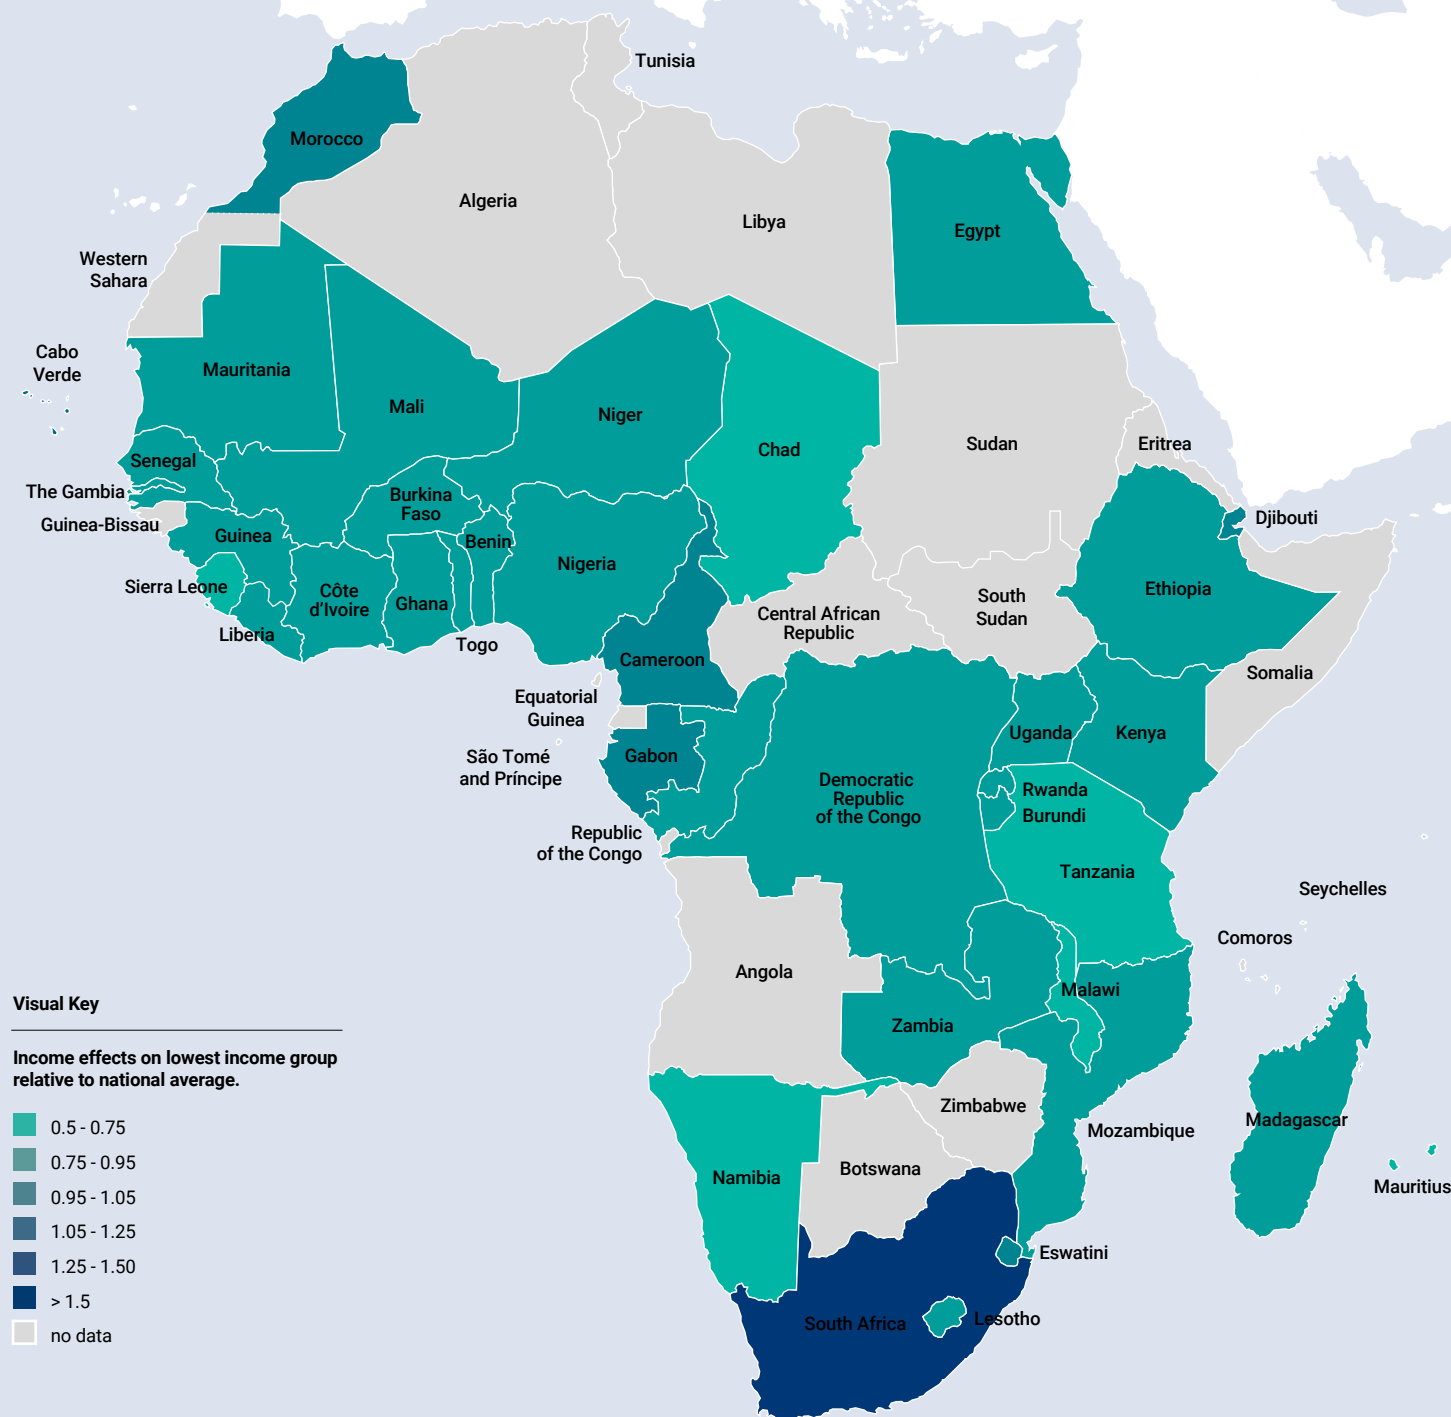 Tunisia
Morocco
Algeria
Libya
Egypt
Western
Sahara
Cabo
Verde
Mauritania
Mali
Niger
Chad
Sudan
Eritrea
Senegal
The Gambia
Guinea-Bissau
Burkina
Faso
Djibouti
Guinea
Benin
Nigeria
Sierra Leone
Côte
d'Ivoire
Ghana
Ethiopia
South
Sudan
Central African
Republic
Liberia
Togo
Cameroon
Somalia
Equatorial
Guinea
Gabon
Uganda
Kenya
São Tomé
and Príncipe
Democratic
Republic
of the Congo
Rwanda
Burundi
Republic
of the Congo
Tanzania
Seychelles
Comoros
Angola
Malawi
Zambia
Zimbabwe
Mozambique
Madagascar
Botswana
Namibia
Mauritius
Eswatini
South Africa
Lesotho
Visual Key
Income effects on lowest income group
relative to national average.
0.5 - 0.75
0.75 - 0.95
0.95 - 1.05
1.05 - 1.25
1.25 - 1.50
> 1.5
no data